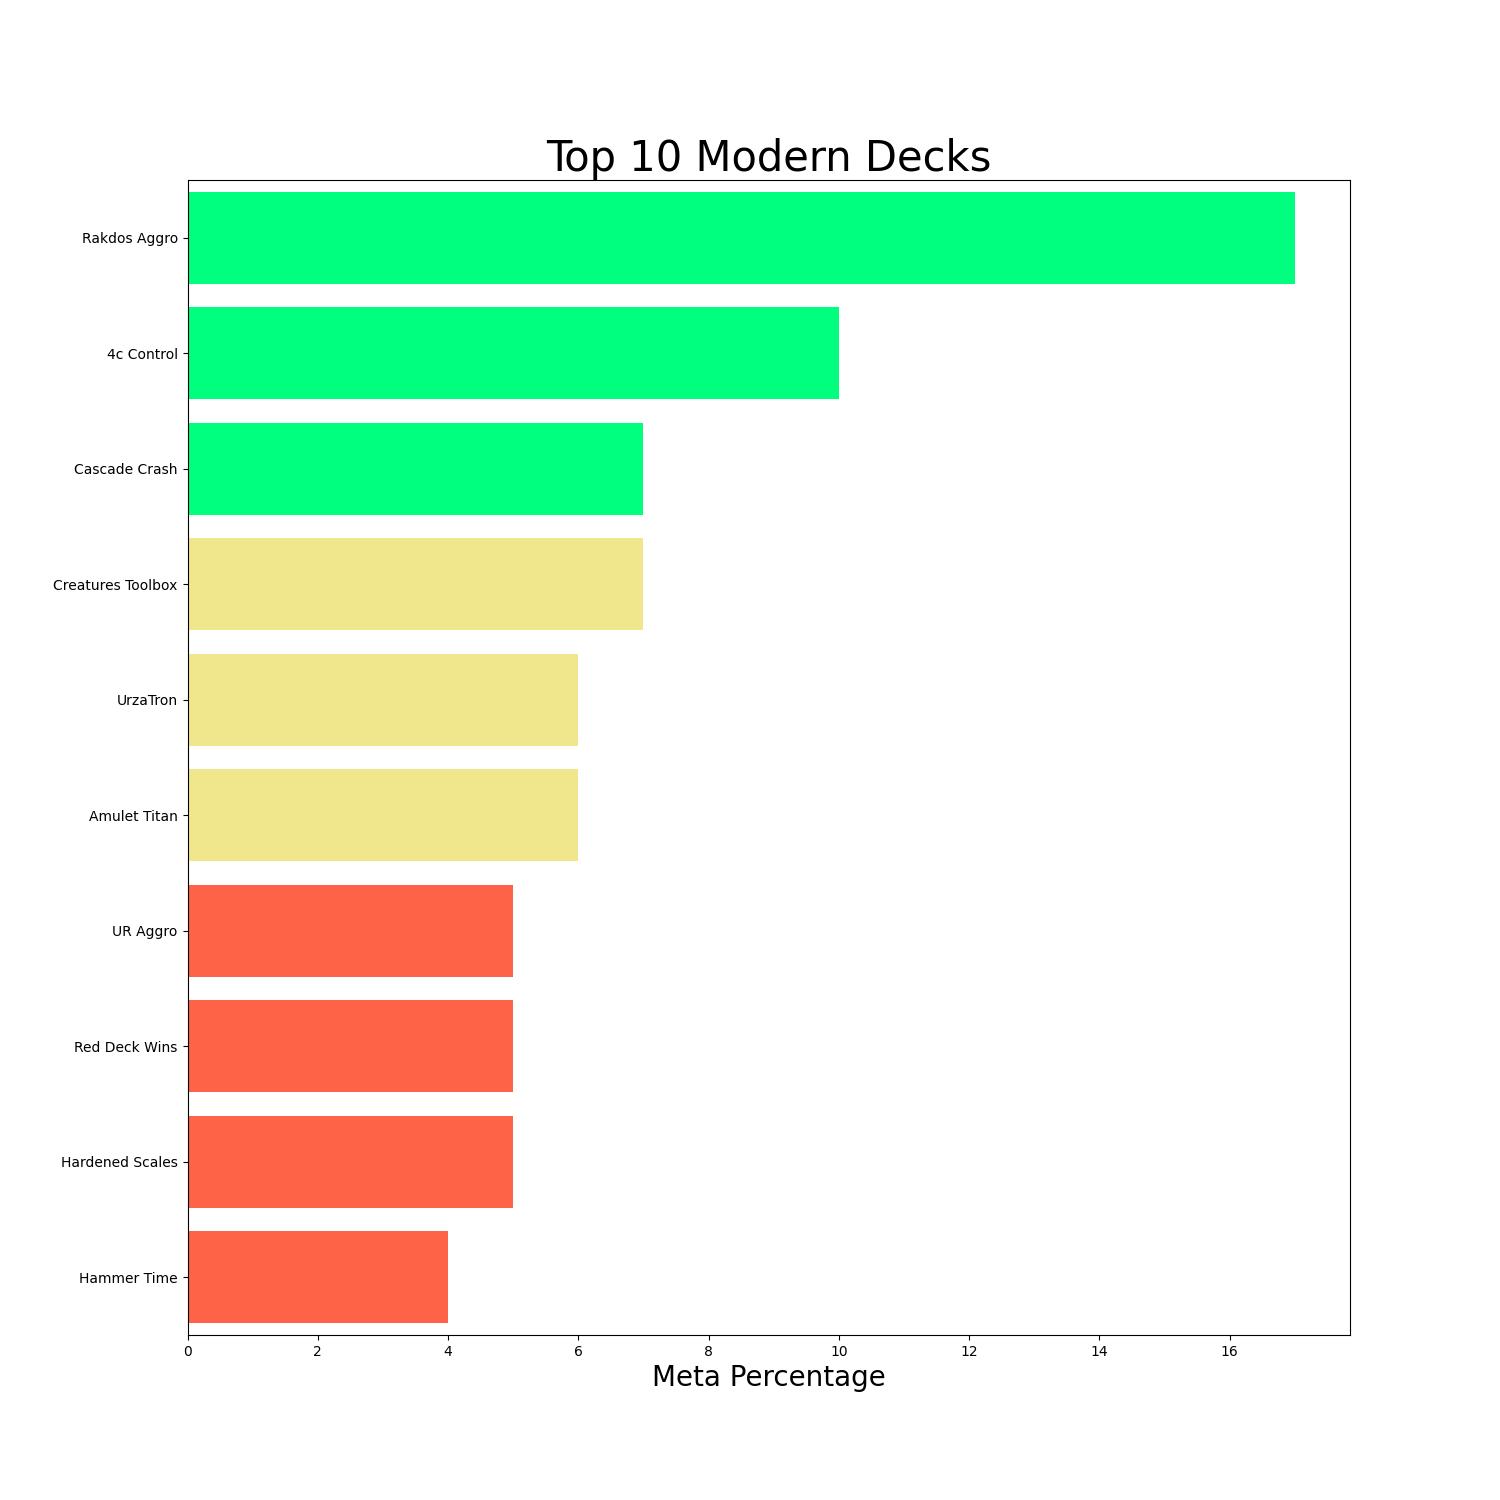 Top 10 Modern Decks
Rakdos Aggro
4c Control
Cascade Crash
Creatures Toolbox
UrzaTron
Amulet Titan
UR Aggro
Red Deck Wins
Hardened Scales
Hammer Time
0 2 4 6 8 10 12 14 16
Meta Percentage